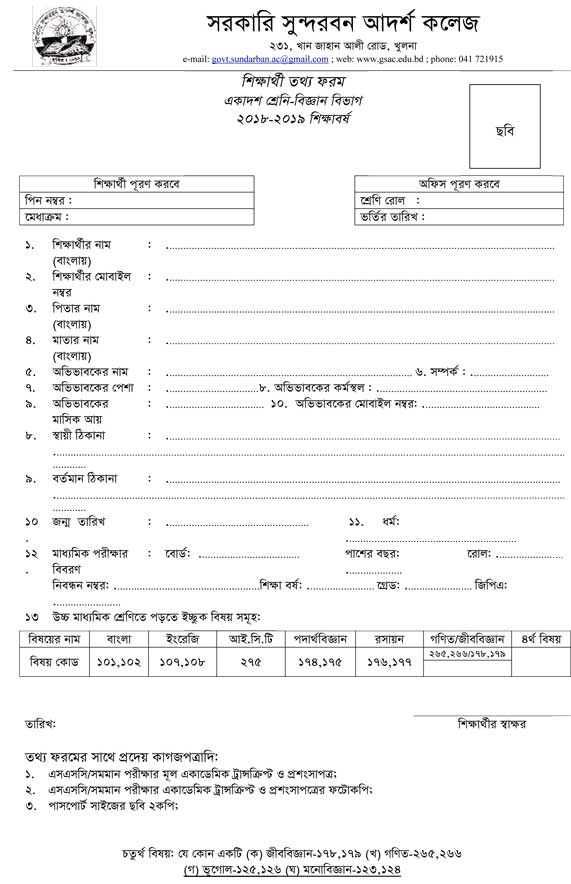 সরকারি সুন্দরবন আদর্শ কলেজ
২৩১, খান জাহান আলী রোড, খুলনা
e-mail: govt.sundarban.ac@gmail.com ; web: www.gsac.edu.bd ; phone: 041 721915
শিক্ষার্থী তথ্য ফরম
একাদশ শ্রেনি-বিজ্ঞান বিভাগ
২০১৮-২০১৯ শিক্ষাবর্ষ
ছবি
শিক্ষার্থী পূরণ করবে
পিন নম্বর :
মেধাক্রম :
অফিস পূরণ করবে
শ্রেণি রোল :
ভর্তির তারিখ :
১. শিক্ষার্থীর নাম : ........................................
(বাংলায়)
২. শিক্ষার্থীর মোবাইল : ........................................
নম্বর
৩. পিতার নাম : ........................................
(বাংলায়)
৪. মাতার নাম : ........................................
(বাংলায়)
৫. অভিভাবকের নাম : ........................................ ৬. সম্পর্ক : ....................
৭. অভিভাবকের পেশা : ..............................৮. অভিভাবকের কর্মস্থল : ........................................
৯. অভিভাবকের : .............................. ১০. অভিভাবকের মোবাইল নম্বর: ..............................
মাসিক আয়
৮. স্বায়ী ঠিকানা : ........................................
........................................
............
৯. বর্তমান ঠিকানা : ........................................
........................................
............
১০ জন্ম তারিখ : ........................................ ১১. ধর্ম:
. ........................................
১২ মাধ্যমিক পরীক্ষার : বোর্ড: .............................. পাশের বছর: রোল: ....................
. বিবরণ ....................
নিবন্ধন নম্বর: ........................................শিক্ষা বর্ষ: .................... গ্রেড: .................... জিপিএ:
....................
১৩ উচ্চ মাধ্যমিক শ্রেণিতে পড়তে ইচ্ছুক বিষয় সমূহ:
বিষয়ের নাম বাংলা ইংরেজি আই.সি.টি পদার্থবিজ্ঞান রসায়ন গণিত/জীববিজ্ঞান ৪র্থ বিষয়
বিষয় কোড ১০১,১০২ ১০৭,১০৮ ২৭৫ ১৭৪,১৭৫ ১৭৬,১৭৭ ২৬৫,২৬৬/১৭৮,১৭৯
তারিখ: শিক্ষার্থীর স্বাক্ষর
তথ্য ফরমের সাথে প্রদেয় কাগজপত্রাদি:
১. এসএসসি/সমমান পরীক্ষার মূল একাডেমিক ট্রান্সক্রিপ্ট ও প্রশংসাপত্র;
২. এসএসসি/সমমান পরীক্ষার একাডেমিক ট্রান্সক্রিপ্ট ও প্রশংসাপত্রের ফটোকপি;
৩. পাসপোর্ট সাইজের ছবি ২কপি;
চতুর্থ বিষয়: যে কোন একটি (ক) জীববিজ্ঞান-১৭৮,১৭৯ (খ) গণিত-২৬৫,২৬৬
(গ) ভূগোল-১২৫,১২৬ (ঘ) মনোবিজ্ঞান-১২৩,১২৪